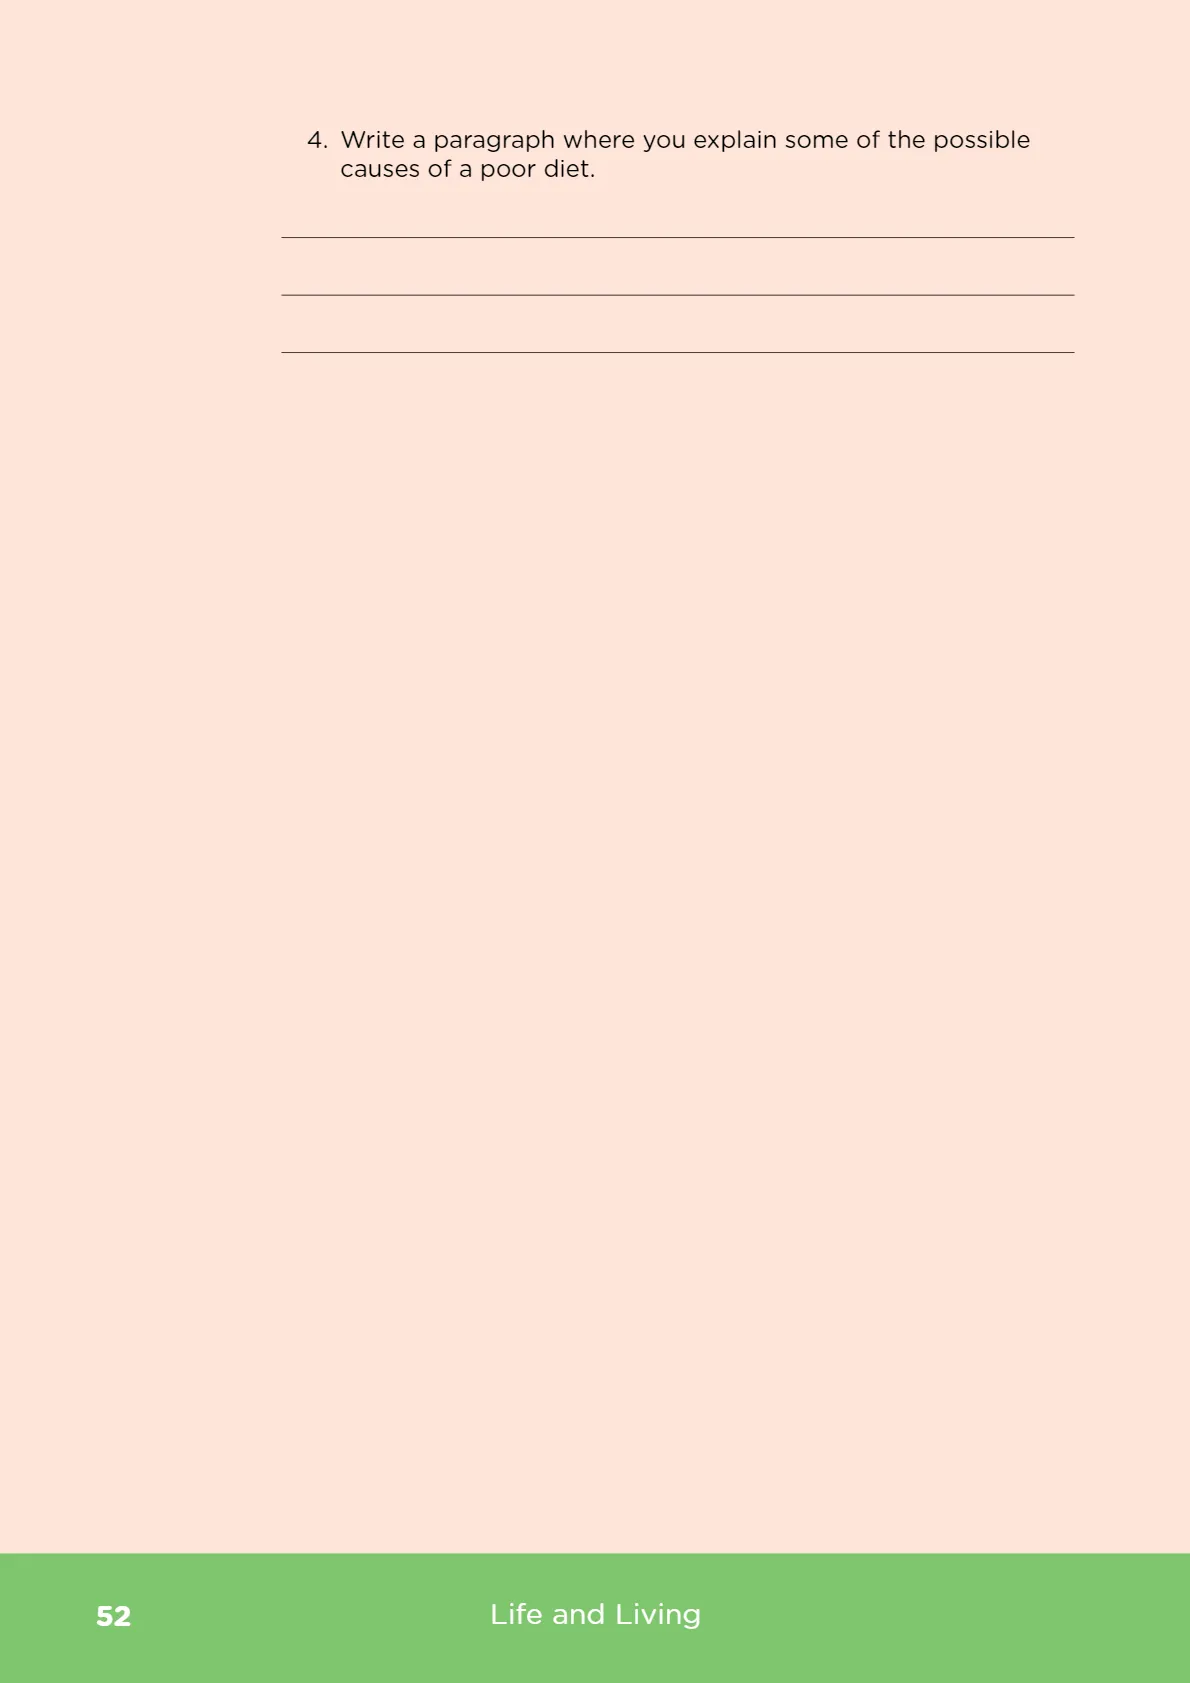 4. Write a paragraph where you explain some of the possible
causes of a poor diet.
52
Life and Living